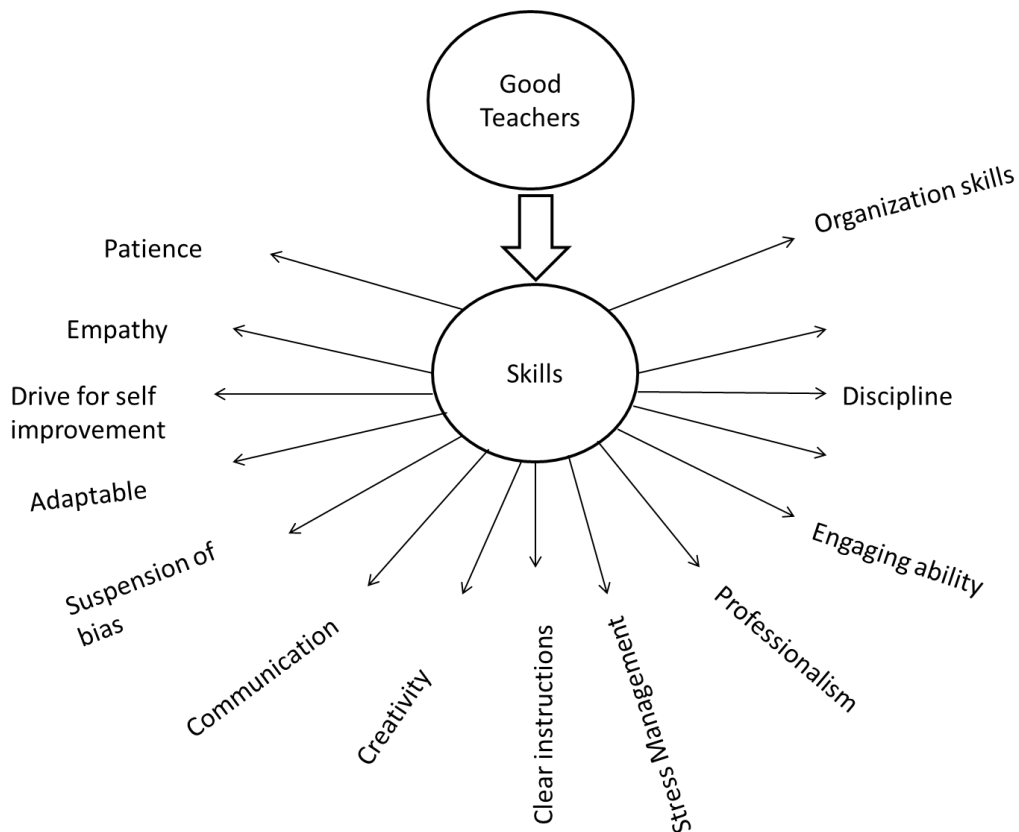 Good
Teachers
Skills
Patience
Empathy
Drive for self
improvement
Adaptable
Suspension of
bias
Communication
Creativity
Clear instructions
Stress Management
Professionalism
Engaging ability
Discipline
Organization skills